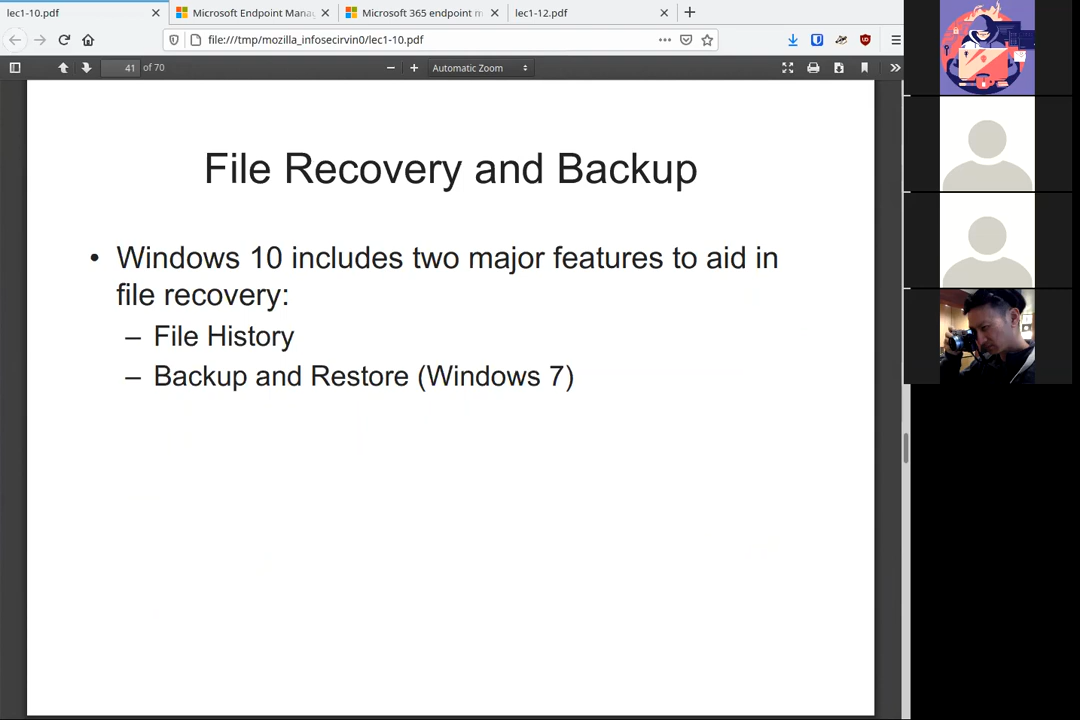 lec1-10.pdf
Microsoft Endpoint Mana
Microsoft 365 endpoint m
lec1-12.pdf
file:///tmp/mozilla_infosecirvin0/lec1-10.pdf
41 of 70
Automatic Zoom
File Recovery and Backup
• Windows 10 includes two major features to aid in
file recovery:
– File History
– Backup and Restore (Windows 7)